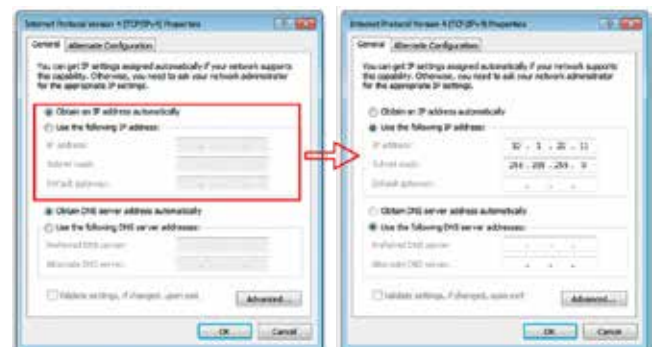 Internet Protocol Version 4 (TCP/IPv4) Properties
General
Alternate Configuration
You can get IP settings assigned automatically if your network supports
this capability. Otherwise, you need to ask your network administrator
for the appropriate IP settings.
Obtain an IP address automatically
Use the following IP address:
IP address:
Subnet mask:
Default gateway:
Obtain DNS server address automatically
Use the following DNS server addresses:
Preferred DNS server:
Alternate DNS server:
Validate settings, if changed, upon exit
Advanced...
OK
Cancel
Internet Protocol Version 4 (TCP/IPv4) Properties
General
Alternate Configuration
You can get IP settings assigned automatically if your network supports
this capability. Otherwise, you need to ask your network administrator
for the appropriate IP settings.
Obtain an IP address automatically
Use the following IP address:
IP address:
Subnet mask:
Default gateway:
Obtain DNS server address automatically
Use the following DNS server addresses:
Preferred DNS server:
Alternate DNS server:
Validate settings, if changed, upon exit
Advanced...
OK
Cancel